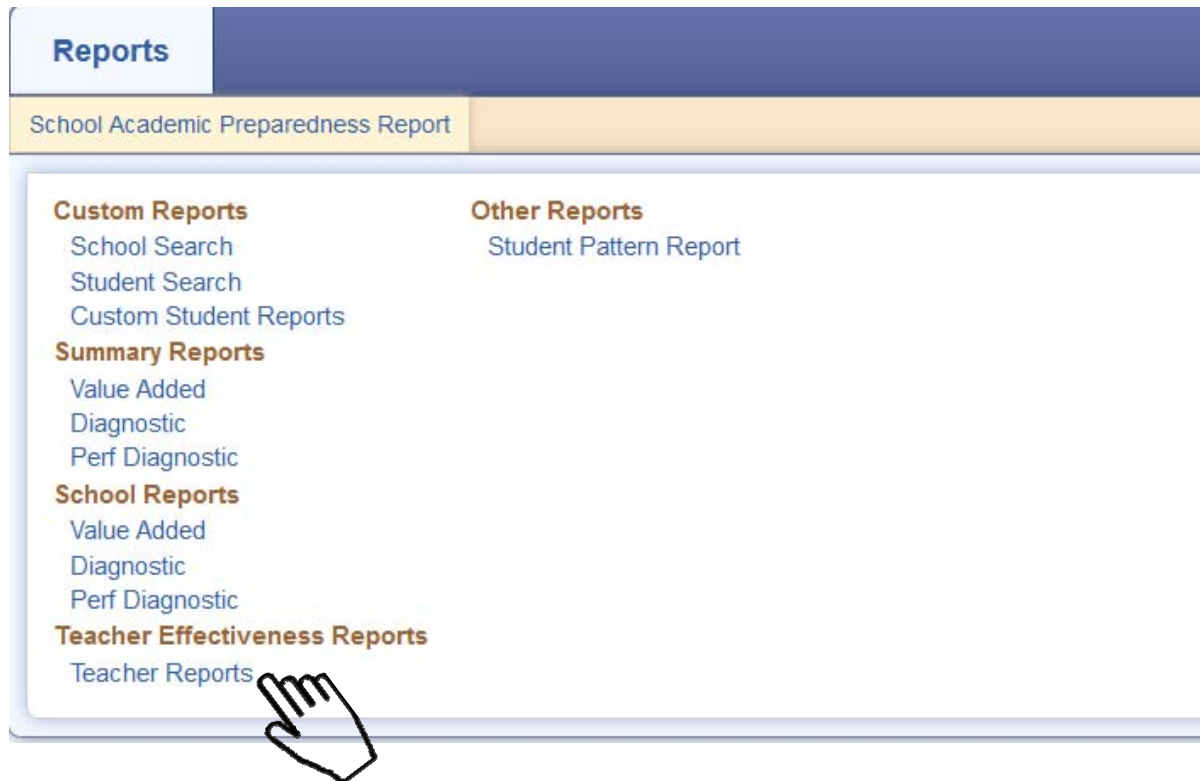 Reports
School Academic Preparedness Report
Custom Reports
School Search
Student Search
Custom Student Reports
Summary Reports
Value Added
Diagnostic
Perf Diagnostic
School Reports
Value Added
Diagnostic
Perf Diagnostic
Teacher Effectiveness Reports
Teacher Reports
Other Reports
Student Pattern Report